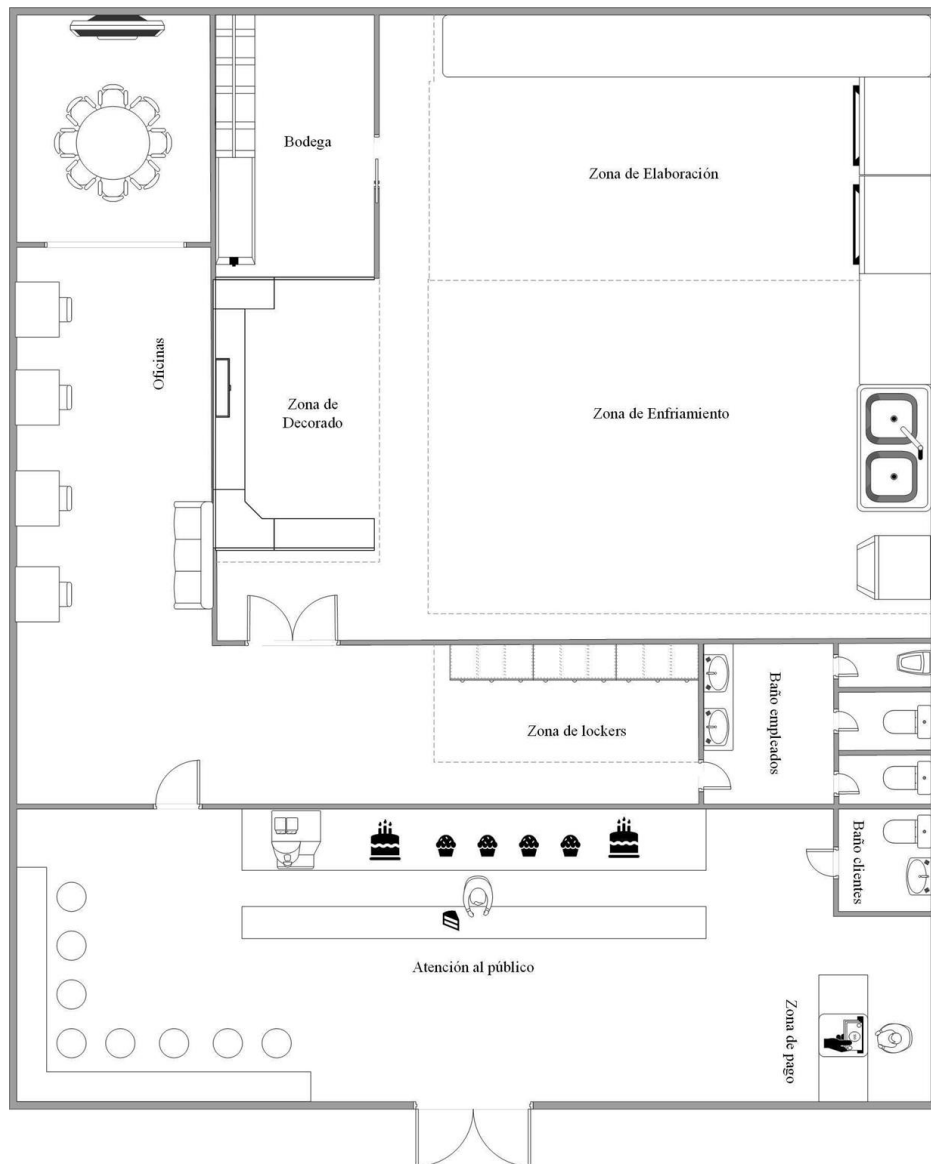 Bodega
Zona de Elaboración
Oficinas
Zona de
Decorado
Zona de Enfriamiento
Zona de lockers
Baño empleados
Baño clientes
Atención al público
Zona de pago